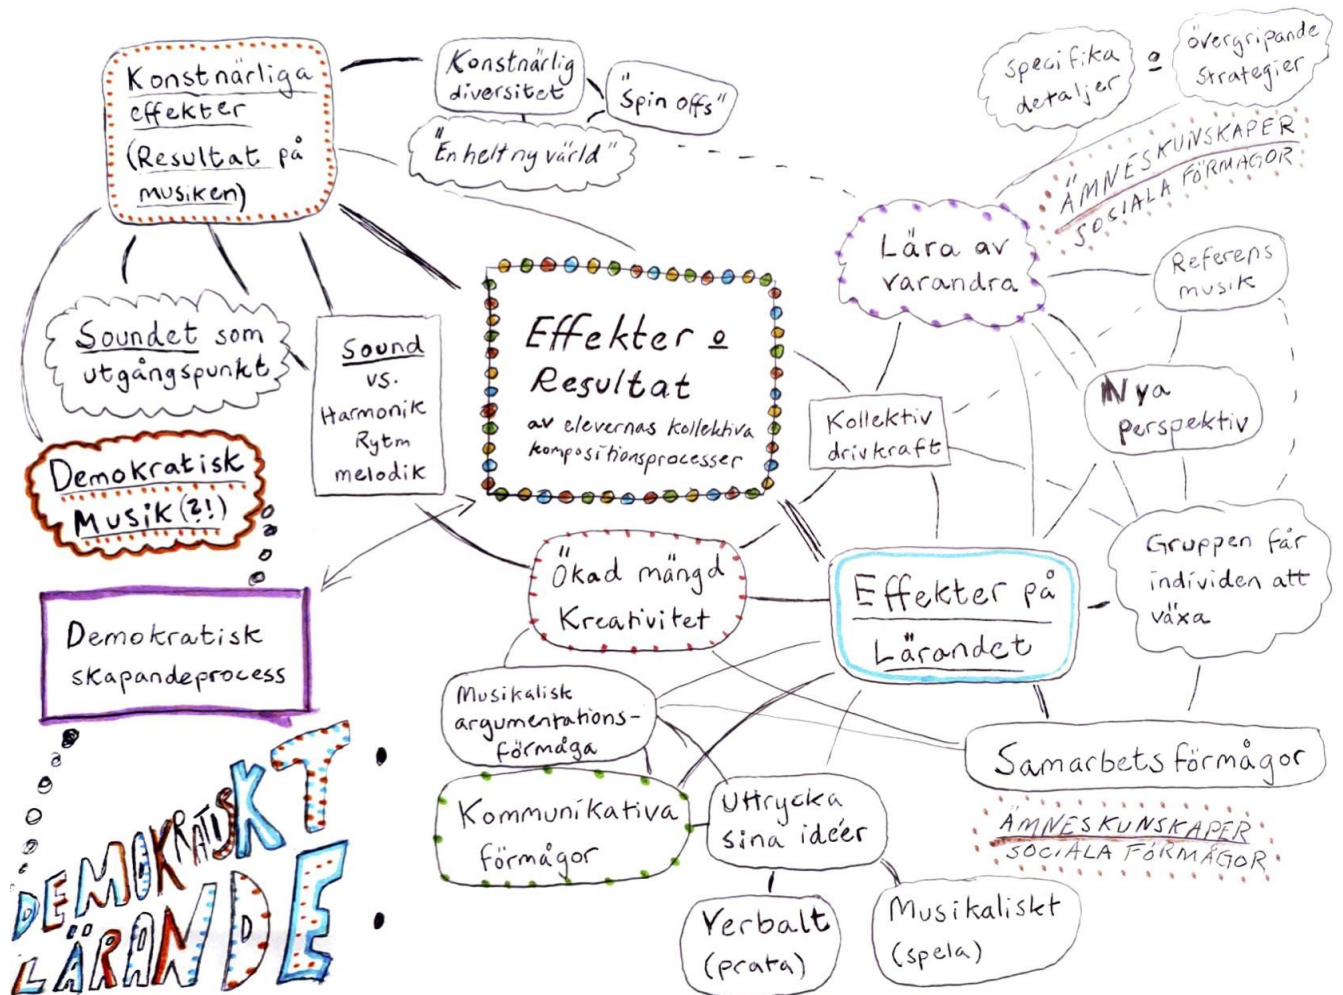 Konstnärliga
effekter
(Resultat på
musiken)
Konstnärlig
diversitet
"Spin offs"
"En helt ny värld"
specifika
detaljer
o
övergripande
strategier
ÄMNESKUNSKAPER
SOCIALA FÖRMÅGOR
Lära av
varandra
Referens
musik
Soundet som
utgångspunkt
Sound
vs.
Harmonik
Rytm
melodik
Effekter o
Resultat
av elevernas kollektiva
kompositionsprocesser
Kollektiv
drivkraft
Nya
perspektiv
Demokratisk
Musik (?!)
Ökad mängd
Kreativitet
Effekter på
Lärandet
Gruppen får
individen att
växa
Demokratisk
skapandeprocess
Musikalisk
argumentations-
förmåga
Samarbetsförmågor
Kommunikativa
förmågor
Uttrycka
sina idéer
ÄMNESKUNSKAPER
SOCIALA FÖRMÅGOR
Verbalt
(prata)
Musikaliskt
(spela)
DEMOKRATISKT
LÄRANDE